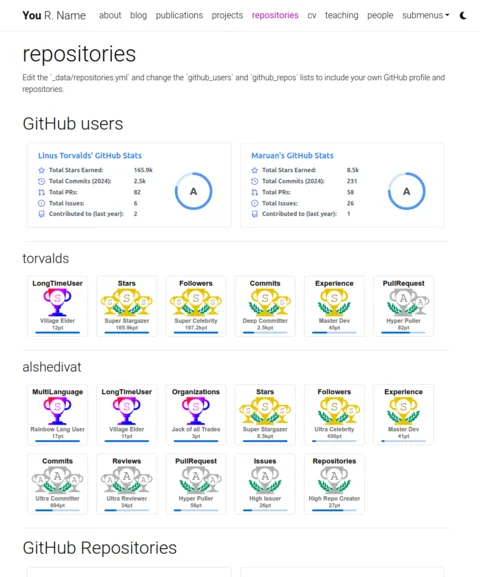 You R. Name about blog publications projects repositories cv teaching people submenus
repositories
Edit the `_data/repositories.yml` and change the `github_users` and `github_repos` lists to include your own GitHub profile and
repositories.
GitHub users
Linus Torvalds' GitHub Stats
Total Stars Earned: 165.9k
Total Commits (2024): 2.5k
Total PRs: 82
Total Issues: 6
Contributed to (last year): 2
A
Maruan's GitHub Stats
Total Stars Earned: 8.5k
Total Commits (2024): 231
Total PRs: 58
Total Issues: 26
Contributed to (last year): 1
A
torvalds
LongTimeUser Stars Followers Commits Experience PullRequest
S S S S S A
Village Elder Super Stargazer Super Celebrity Deep Committer Master Dev Hyper Puller
12pt 165.9kpt 197.2kpt 2.5kpt 45pt 82pt
alshedivat
MultiLanguage LongTimeUser Organizations Stars Followers Experience
S S S S S S
Rainbow Lang User Village Elder Jack of all Trades Super Stargazer Ultra Celebrity Master Dev
17pt 11pt 3pt 8.5kpt 41pt
Commits Reviews PullRequest Issues Repositories
A A A A A
Ultra Committer Ultra Reviewer Hyper Puller High Issuer High Repo Creator
694pt 34pt 58pt 26pt 27pt
GitHub Repositories